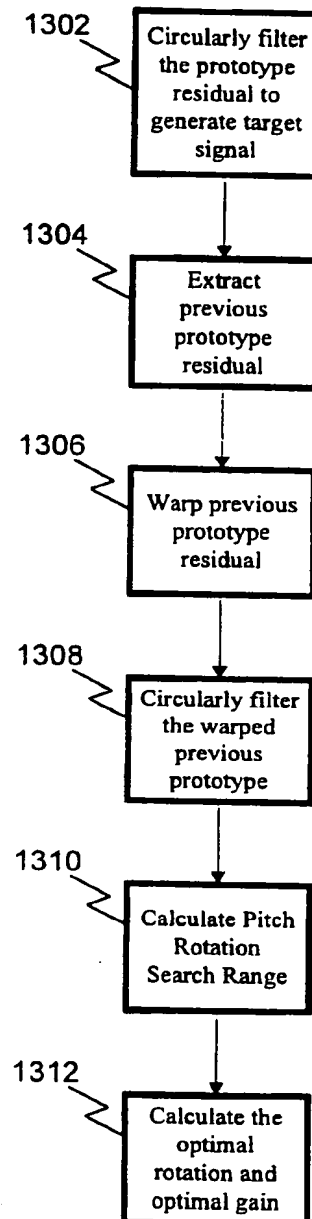 1302
Circularly filter
the prototype
residual to
generate target
signal
1304
Extract
previous
prototype
residual
1306
Warp previous
prototype
residual
1308
Circularly filter
the warped
previous
prototype
1310
Calculate Pitch
Rotation
Search Range
1312
Calculate the
optimal
rotation and
optimal gain